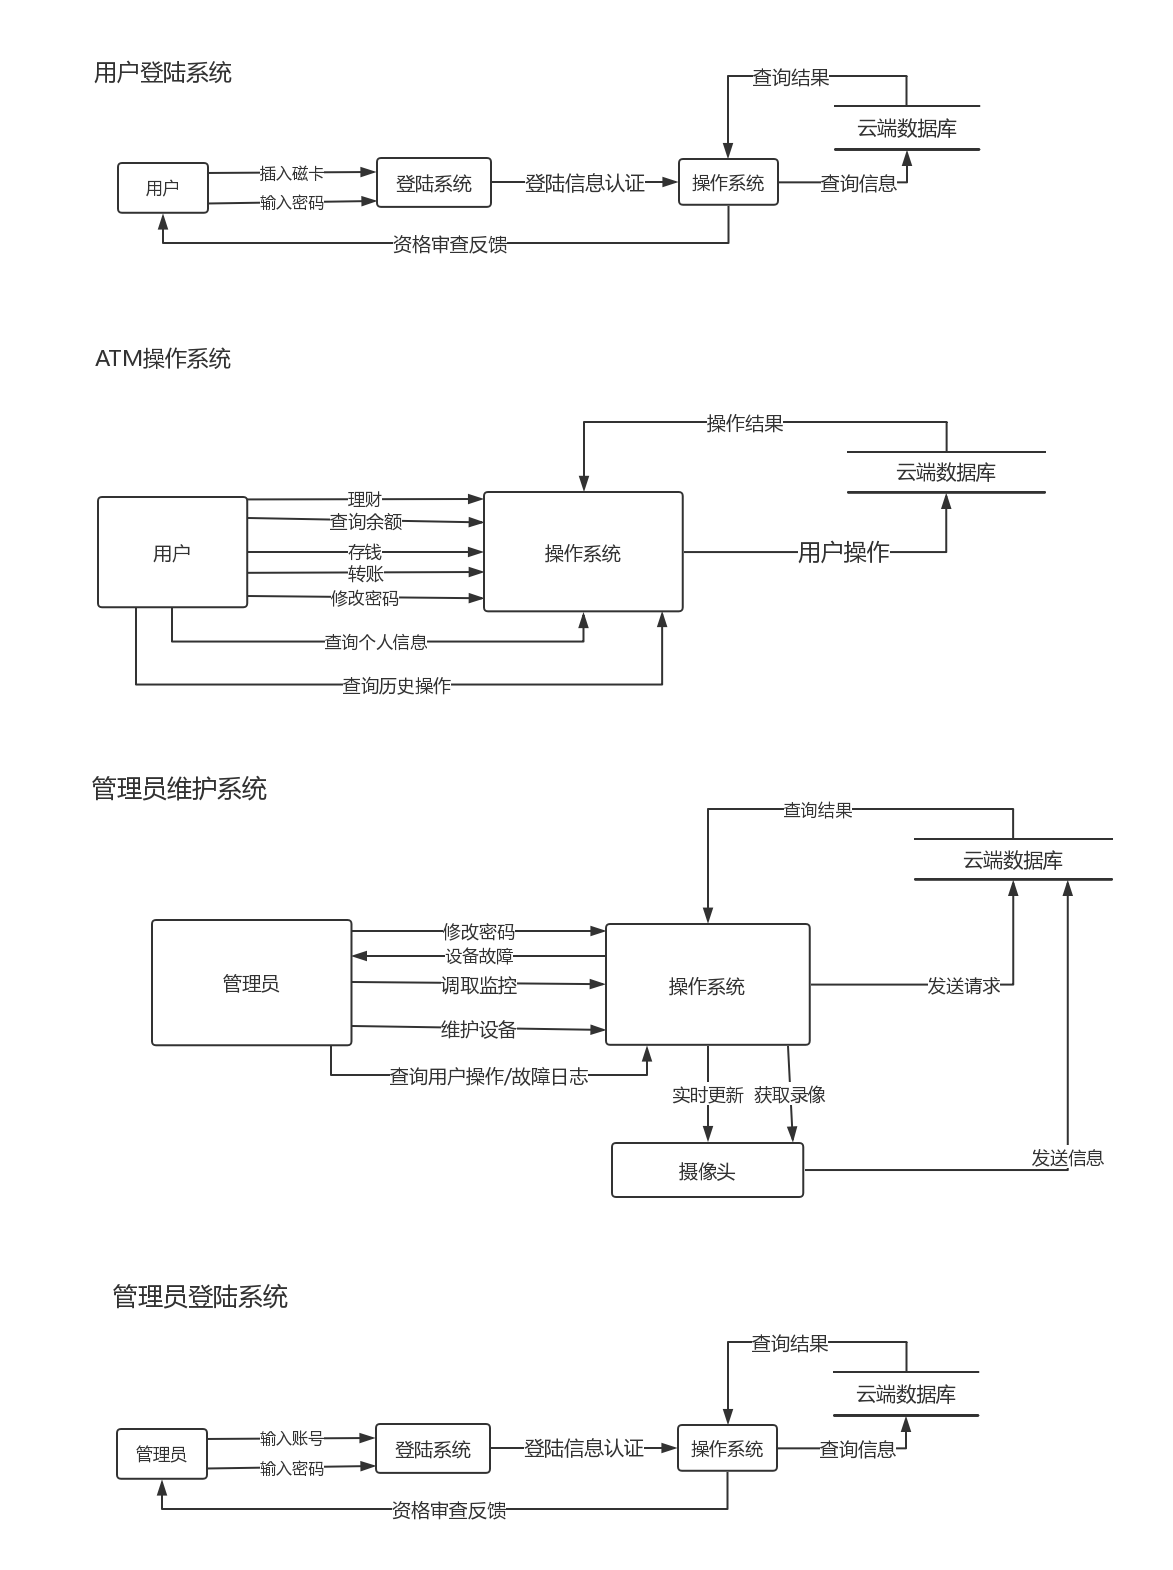 用户登陆系统
查询结果
云端数据库
用户
插入磁卡
输入密码
登陆系统
登陆信息认证
操作系统
查询信息
资格审查反馈
ATM操作系统
操作结果
云端数据库
用户
理财
查询余额
存钱
转账
修改密码
操作系统
用户操作
查询个人信息
查询历史操作
管理员维护系统
查询结果
云端数据库
管理员
修改密码
设备故障
调取监控
维护设备
操作系统
发送请求
查询用户操作/故障日志
实时更新
获取录像
发送信息
摄像头
管理员登陆系统
查询结果
云端数据库
管理员
输入账号
输入密码
登陆系统
登陆信息认证
操作系统
查询信息
资格审查反馈